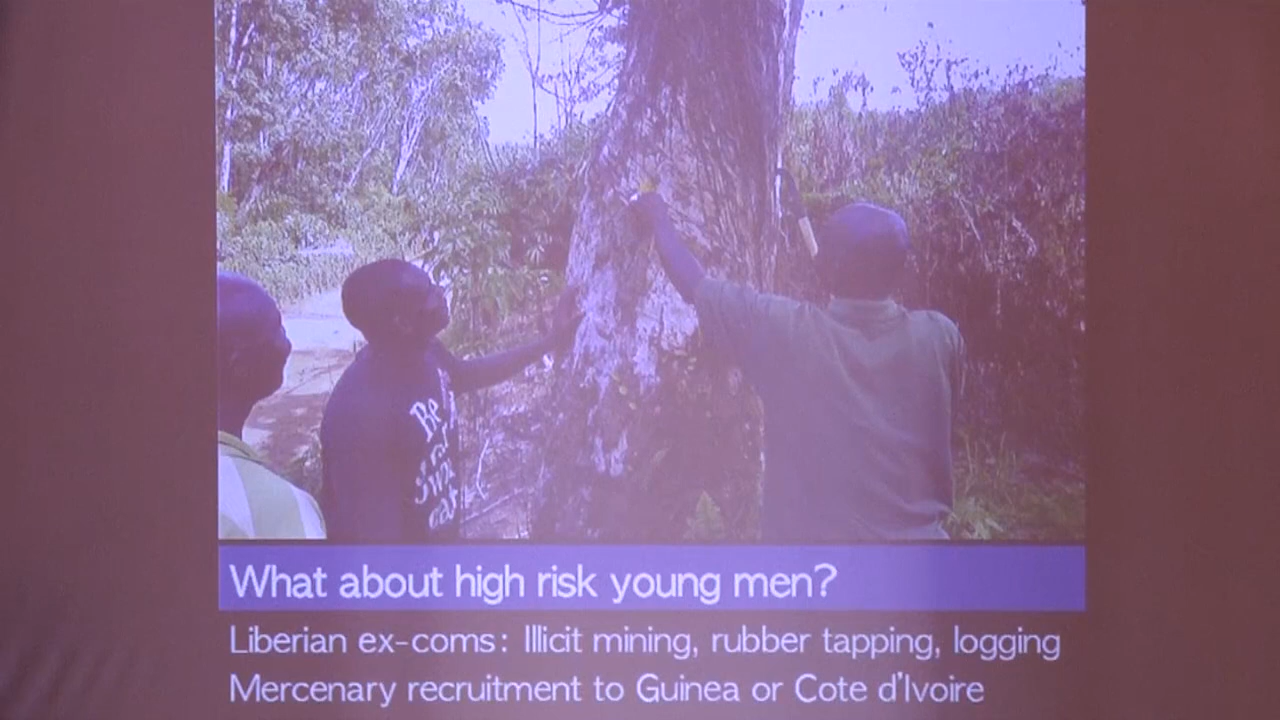 What about high risk young men?
Liberian ex-coms: Illicit mining, rubber tapping, logging
Mercenary recruitment to Guinea or Cote d'Ivoire